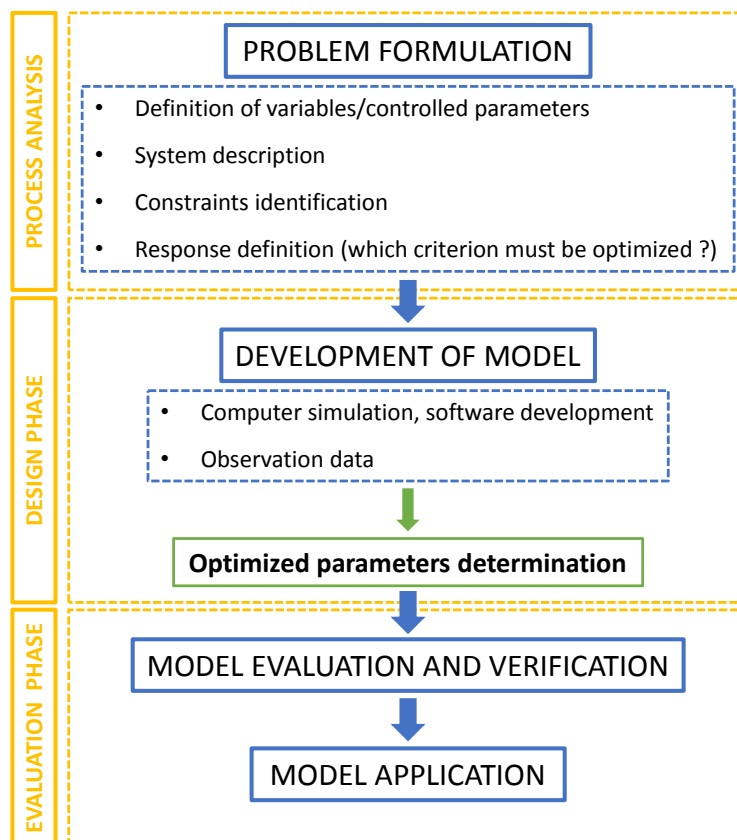 PROCESS ANALYSIS
PROBLEM FORMULATION
• Definition of variables/controlled parameters
• System description
• Constraints identification
• Response definition (which criterion must be optimized ?)
DESIGN PHASE
DEVELOPMENT OF MODEL
• Computer simulation, software development
• Observation data
Optimized parameters determination
EVALUATION PHASE
MODEL EVALUATION AND VERIFICATION
MODEL APPLICATION